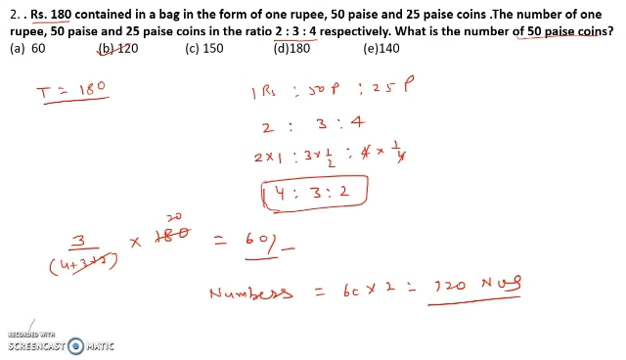 2. . Rs. 180 contained in a bag in the form of one rupee, 50 paise and 25 paise coins .The number of one
rupee, 50 paise and 25 paise coins in the ratio 2 : 3 : 4 respectively. What is the number of 50 paise coins?
(a) 60 (b) 120 (c) 150 (d)180 (e)140
T = 180
1 Rs : 50 P : 25 P
2 : 3 : 4
2 x 1 : 3 x 1/2 : 4 x 1/4
4 : 3 : 2
3/(4+3+2) x 180 20 = 60/-
Numbers = 60 x 2 = 120
RECORDED WITH
SCREENCAST MATIC